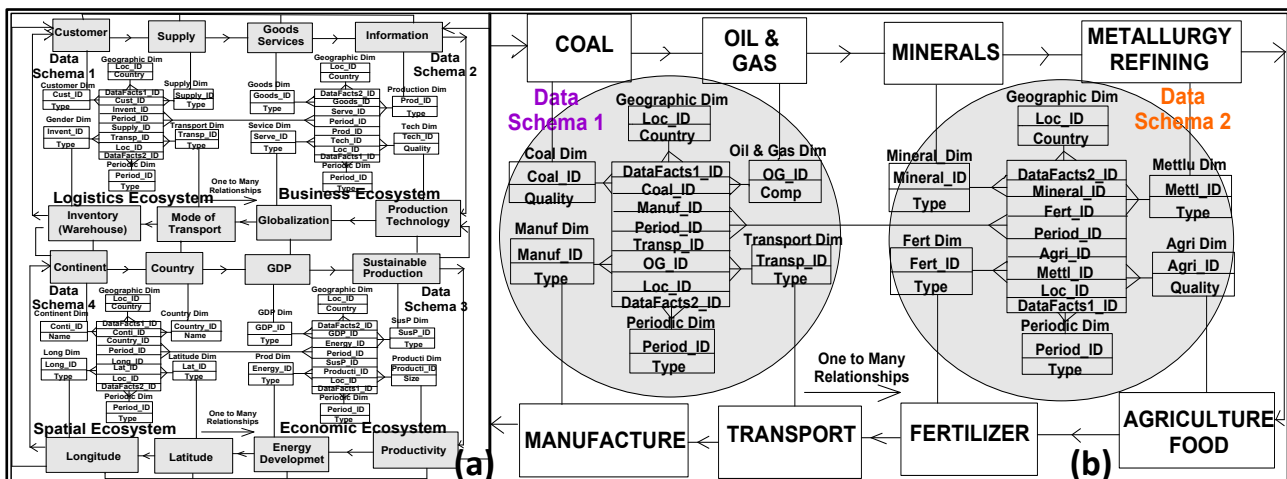 Customer
Supply
Goods
Services
Information
Data
Schema 1
Geographic Dim
Loc_ID
Country
Customer Dim
Cust_ID
Type
Supply Dim
Supply_ID
Type
DataFacts1_ID
Cust_ID
Invent_ID
Period_ID
Supply_ID
Transp_ID
Loc_ID
DataFacts2_ID
Gender Dim
Invent_ID
Type
Transport Dim
Transp_ID
Type
Periodic Dim
Period_ID
Type
Data
Schema 2
Geographic Dim
Loc_ID
Country
Goods Dim
Goods_ID
Type
Production Dim
Prod_ID
Type
DataFacts2_ID
Goods_ID
Serve_ID
Period_ID
Prod_ID
Tech_ID
Loc_ID
DataFacts1_ID
Sevice Dim
Serve_ID
Type
Tech Dim
Tech_ID
Quality
Periodic Dim
Period_ID
Type
Logistics Ecosystem
One to Many
Relationships
Business Ecosystem
Inventory
(Warehouse)
Mode of
Transport
Globalization
Production
Technology
Continent
Country
GDP
Sustainable
Production
Data
Schema 4
Geographic Dim
Loc_ID
Country
Continent Dim
Conti_ID
Name
Country Dim
Country_ID
Name
DataFacts1_ID
Conti_ID
Country_ID
Period_ID
Long_ID
Lat_ID
Loc_ID
DataFacts2_ID
Long Dim
Long_ID
Type
Latitude Dim
Lat_ID
Type
Periodic Dim
Period_ID
Type
Data
Schema 3
Geographic Dim
Loc_ID
Country
GDP Dim
GDP_ID
Type
SusP Dim
SusP_ID
Type
DataFacts2_ID
GDP_ID
Energy_ID
Period_ID
SusP_ID
Producti_ID
Loc_ID
DataFacts1_ID
Prod Dim
Energy_ID
Type
Producti Dim
Producti_ID
Size
Periodic Dim
Period_ID
Type
Spatial Ecosystem
One to Many
Relationships
Economic Ecosystem
Longitude
Latitude
Energy
Developmet
Productivity
(a)
COAL
OIL &
GAS
MINERALS
METALLURGY
REFINING
Data
Schema 1
Geographic Dim
Loc_ID
Country
Coal Dim
Coal_ID
Quality
Oil & Gas Dim
OG_ID
Comp
DataFacts1_ID
Coal_ID
Manuf_ID
Period_ID
Transp_ID
OG_ID
Loc_ID
DataFacts2_ID
Manuf Dim
Manuf_ID
Type
Transport Dim
Transp_ID
Type
Periodic Dim
Period_ID
Type
Data
Schema 2
Geographic Dim
Loc_ID
Country
Mineral_Dim
Mineral_ID
Type
Mettlu Dim
Mettl_ID
Type
DataFacts2_ID
Mineral_ID
Fert_ID
Period_ID
Agri_ID
Mettl_ID
Loc_ID
DataFacts1_ID
Fert Dim
Fert_ID
Type
Agri Dim
Agri_ID
Quality
Periodic Dim
Period_ID
Type
One to Many
Relationships
MANUFACTURE
TRANSPORT
FERTILIZER
AGRICULTURE
FOOD
(b)